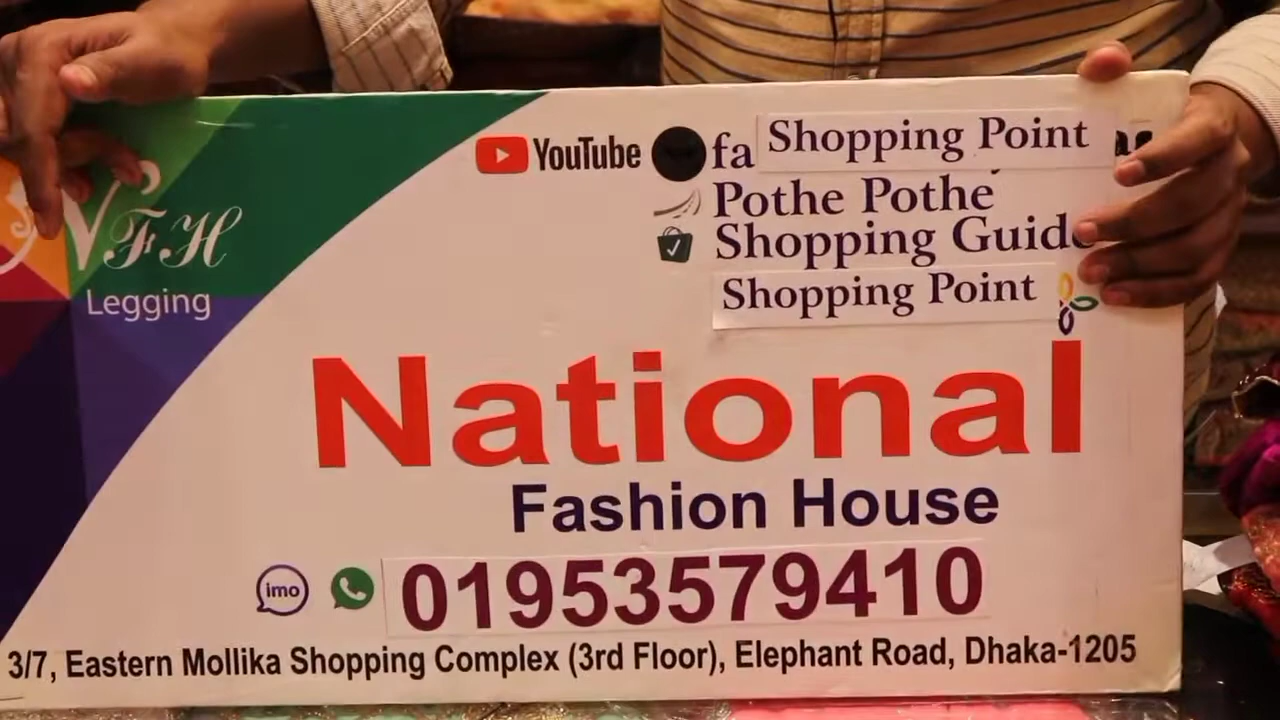 YouTube fa Shopping Point
Pothe Pothe
Shopping Guide
Shopping Point
NFH
Legging
National
Fashion House
imo 01953579410
3/7, Eastern Mollika Shopping Complex (3rd Floor), Elephant Road, Dhaka-1205